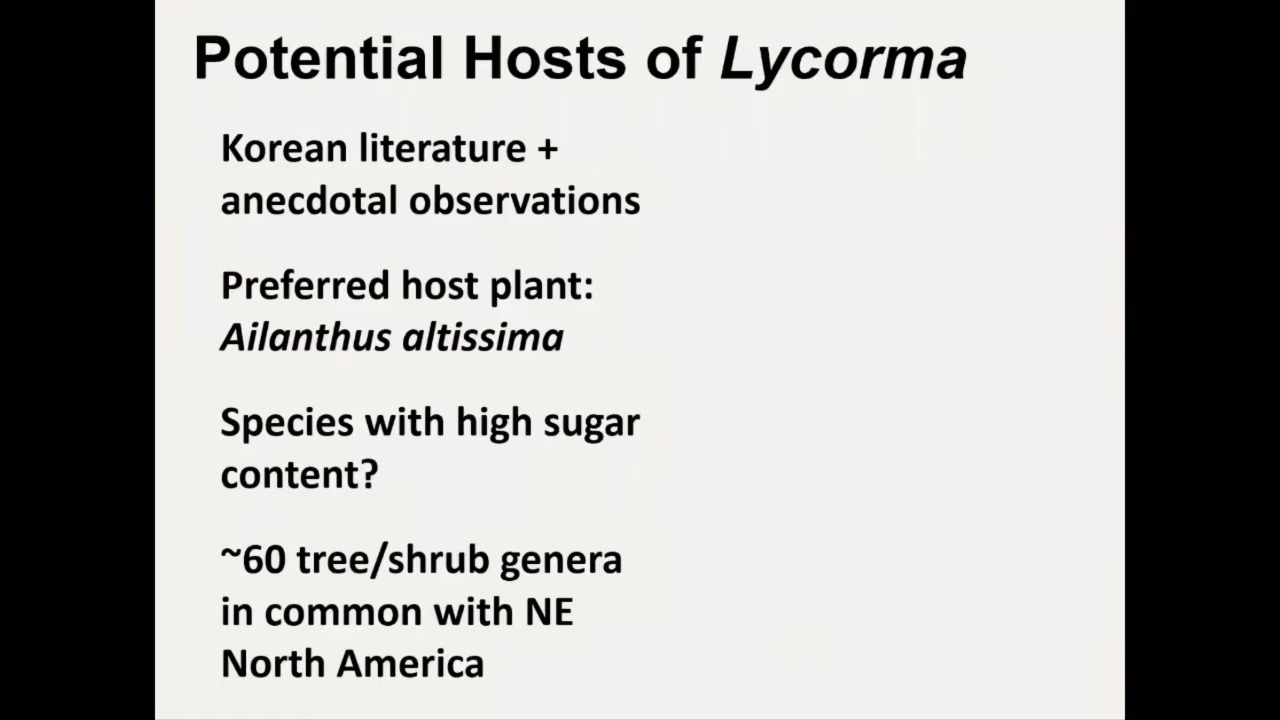 Potential Hosts of Lycorma
Korean literature +
anecdotal observations
Preferred host plant:
Ailanthus altissima
Species with high sugar
content?
~60 tree/shrub genera
in common with NE
North America